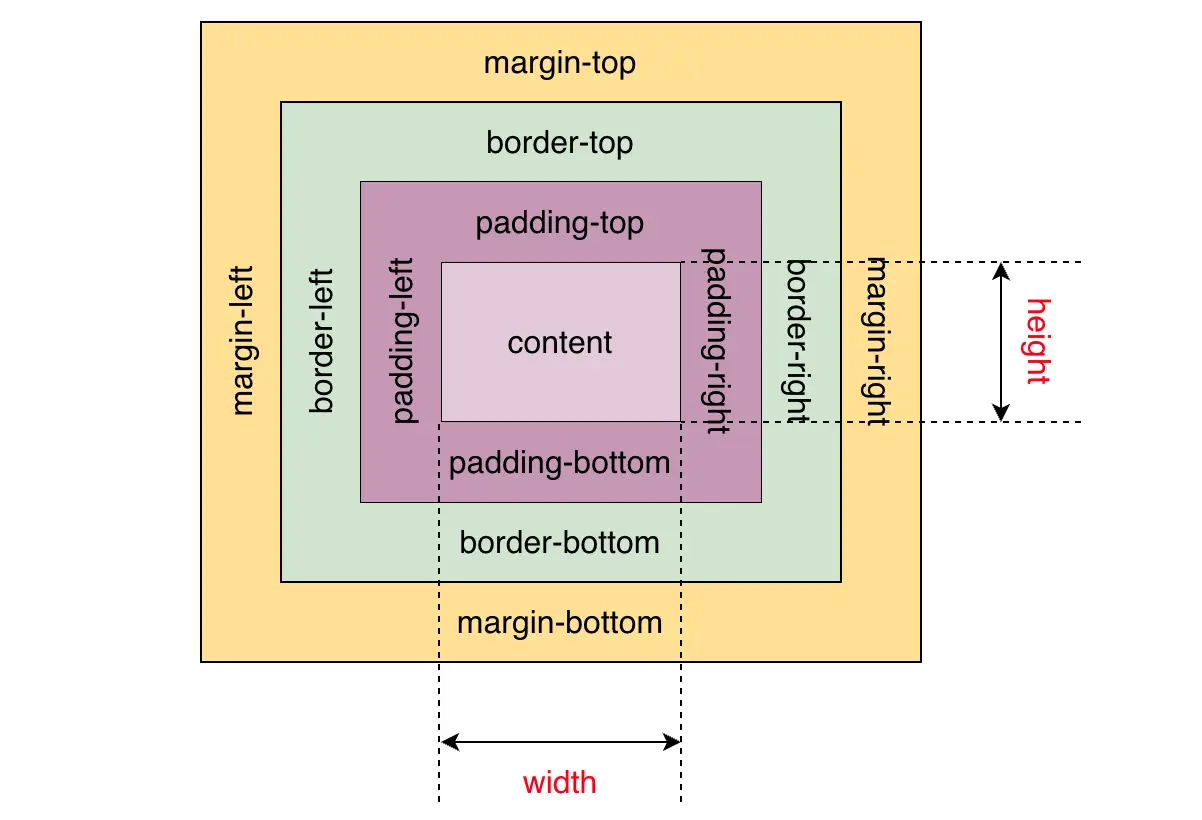 margin-top
border-top
padding-top
margin-left
border-left
padding-left
content
padding-right
border-right
margin-right
height
padding-bottom
border-bottom
margin-bottom
width